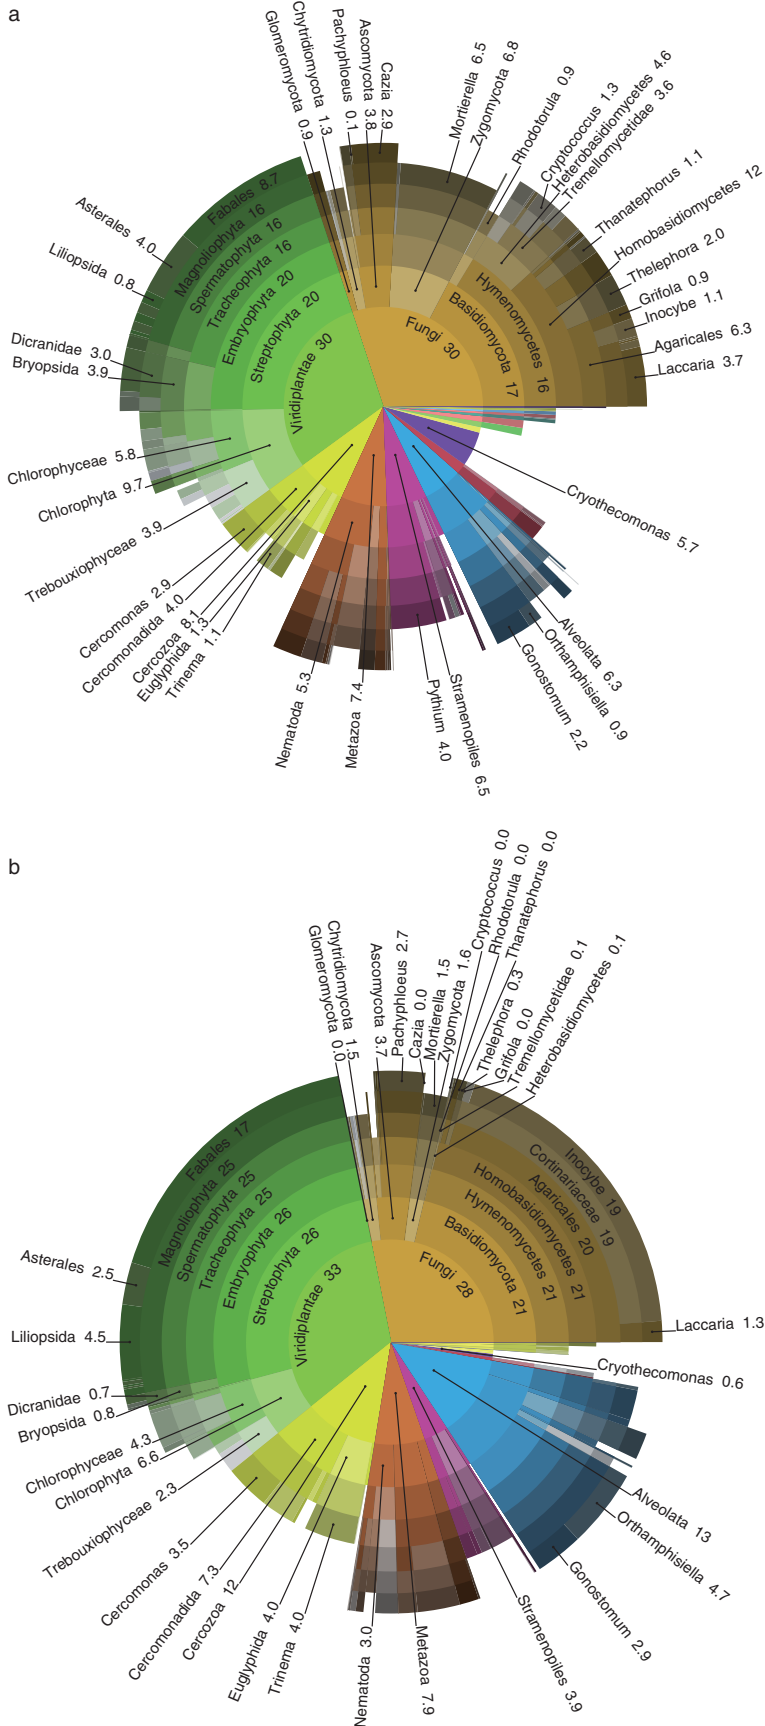 a
Glomeromycota 0.9
Chytridiomycota 1.3
Pachyphloeus 0.1
Ascomycota 3.8
Cazia 2.9
Mortierella 6.5
Zygomycota 6.8
Rhodotorula 0.9
Cryptococcus 1.3
Heterobasidiomycetes 4.6
Tremellomycetidae 3.6
Thanatephorus 1.1
Homobasidiomycetes 12
Thelephora 2.0
Grifola 0.9
Inocybe 1.1
Agaricales 6.3
Laccaria 3.7
Fungi 30
Basidiomycota 17
Hymenomycetes 16
Fabales 8.7
Magnoliophyta 16
Spermatophyta 16
Tracheophyta 16
Embryophyta 20
Streptophyta 20
Viridiplantae 30
Asterales 4.0
Liliopsida 0.8
Dicranidae 3.0
Bryopsida 3.9
Chlorophyceae 5.8
Chlorophyta 9.7
Trebouxiophyceae 3.9
Cercomonas 2.9
Cercomonadida 4.0
Cercozoa 8.1
Euglyphida 1.3
Trinema 1.1
Nematoda 5.3
Metazoa 7.4
Pythium 4.0
Stramenopiles 6.5
Gonostomum 2.2
Orthamphisiella 0.9
Alveolata 6.3
Cryothecomonas 5.7
b
Glomeromycota 0.0
Chytridiomycota 1.5
Ascomycota 3.7
Pachyphloeus 2.7
Cazia 0.0
Mortierella 1.5
Zygomycota 1.6
Cryptococcus 0.0
Rhodotorula 0.0
Thanatephorus 0.0
Thelephora 0.3
Grifola 0.0
Tremellomycetidae 0.1
Heterobasidiomycetes 0.1
Inocybe 19
Cortinariaceae 19
Agaricales 20
Homobasidiomycetes 21
Hymenomycetes 21
Basidiomycota 21
Fungi 28
Laccaria 1.3
Fabales 17
Magnoliophyta 25
Spermatophyta 25
Tracheophyta 25
Embryophyta 26
Streptophyta 26
Viridiplantae 33
Asterales 2.5
Liliopsida 4.5
Dicranidae 0.7
Bryopsida 0.8
Chlorophyceae 4.3
Chlorophyta 6.6
Trebouxiophyceae 2.3
Cercomonas 3.5
Cercomonadida 7.3
Cercozoa 12
Euglyphida 4.0
Trinema 4.0
Nematoda 3.0
Metazoa 7.9
Stramenopiles 3.9
Gonostomum 2.9
Orthamphisiella 4.7
Alveolata 13
Cryothecomonas 0.6